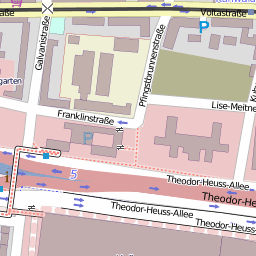 Voltastraße
P
Galvanistraße
Pfingstbrunnenstraße
garten
Lise-Meitne
Franklinstraße
P
5
Theodor-Heuss-Allee
Theodor-He
1
Theodor-Heuss-Allee
Theodor-Heuss-Allee